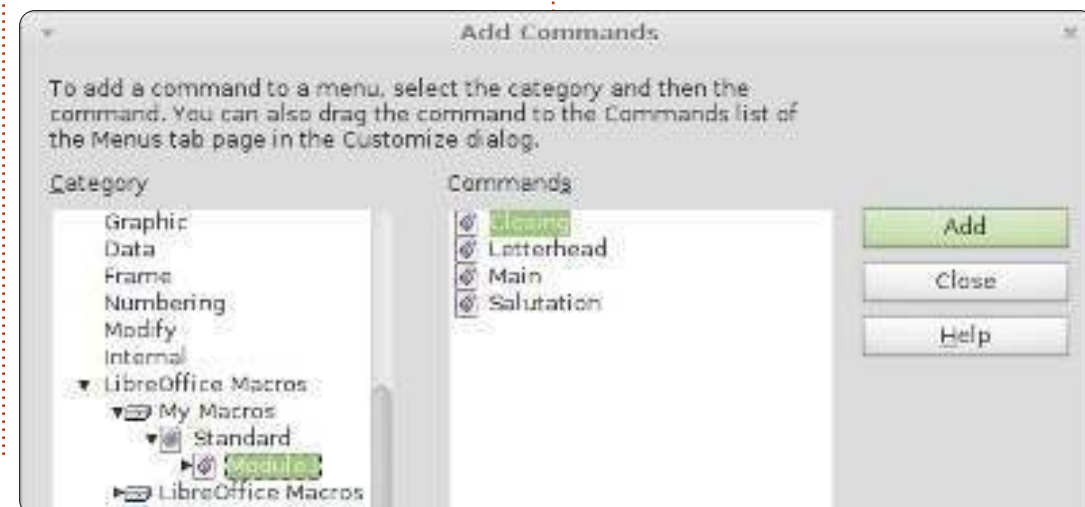 Add Commands
To add a command to a menu, select the category and then the
command. You can also drag the command to the Commands list of
the Menus tab page in the Customize dialog.
Category
Commands
Graphic
Data
Frame
Numbering
Modify
Internal
LibreOffice Macros
My Macros
Standard
Module1
LibreOffice Macros
Closing
Letterhead
Main
Salutation
Add
Close
Help